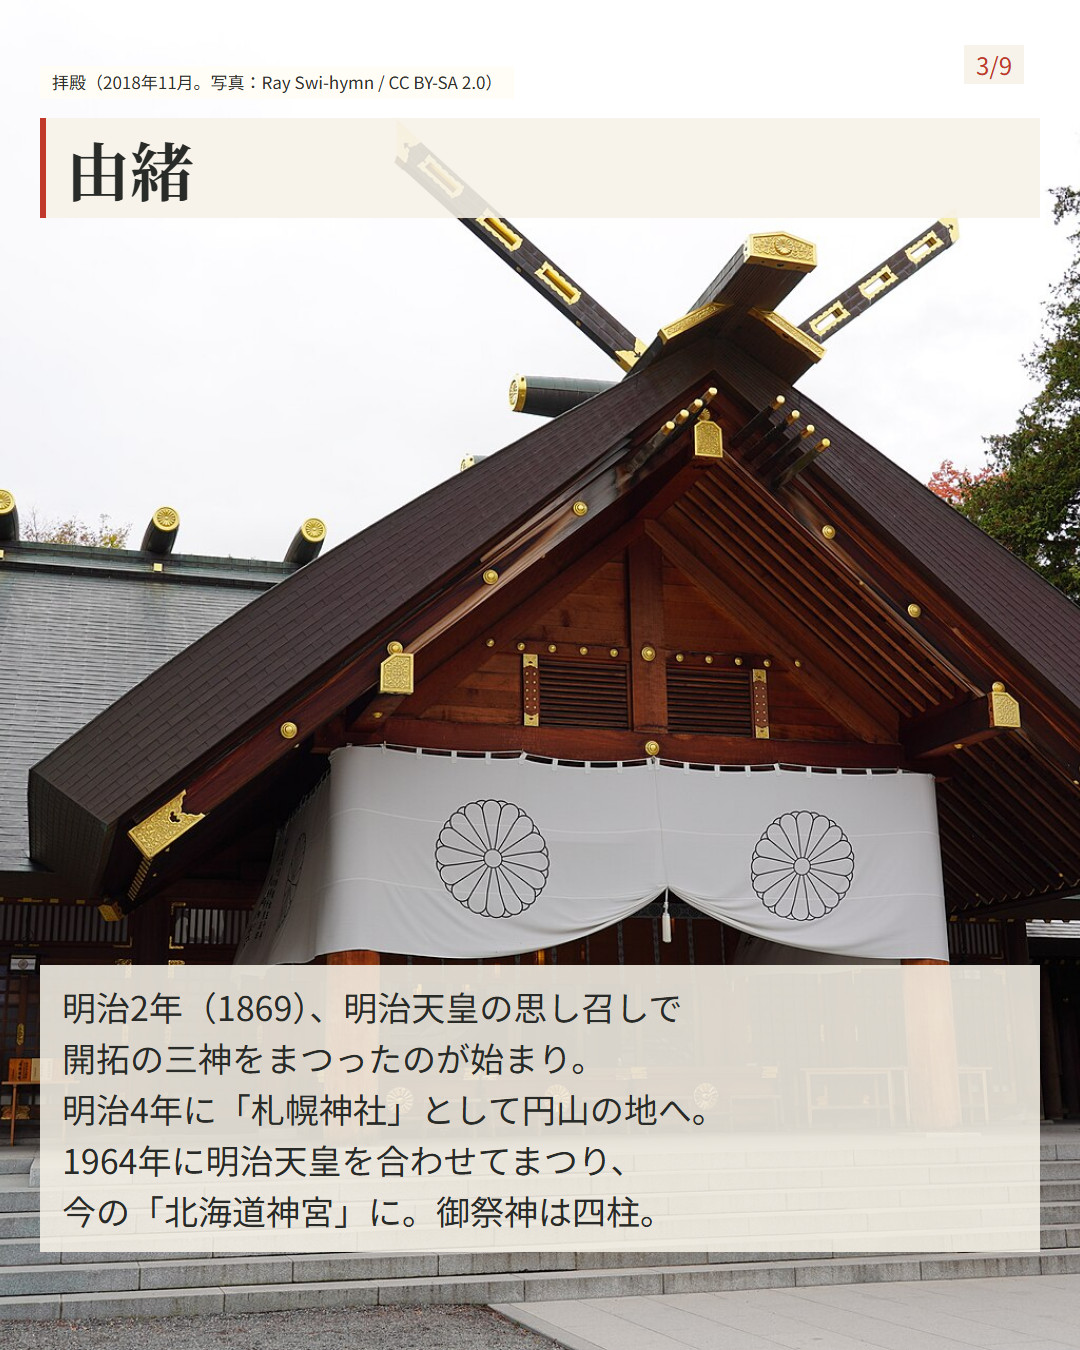 拝殿（2018年11月。写真：Ray Swi-hymn / CC BY-SA 2.0）
3/9
由緒
明治2年（1869）、明治天皇の思し召しで
開拓の三神をまつったのが始まり。
明治4年に「札幌神社」として円山の地へ。
1964年に明治天皇を合わせてまつり、
今の「北海道神宮」に。御祭神は四柱。